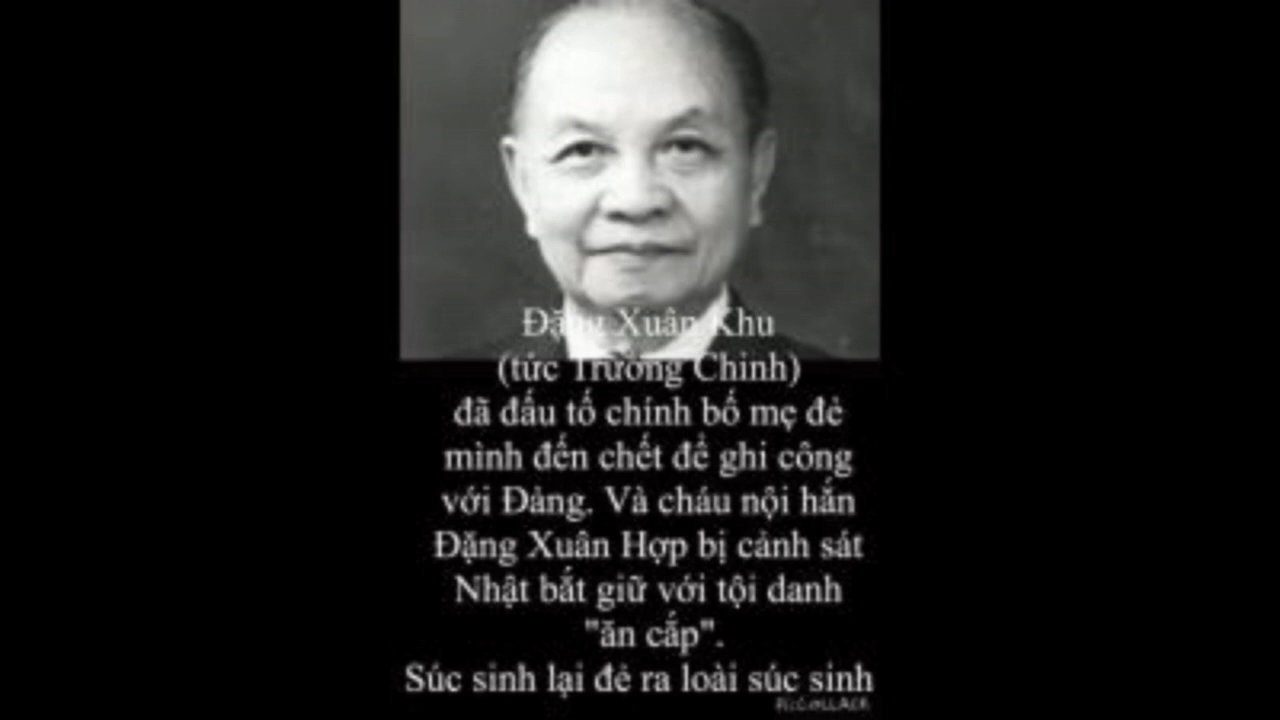 Đặng Xuân Khu
(tức Trường Chinh)
đã đấu tố chính bố mẹ đẻ
mình đến chết để ghi công
với Đảng. Và cháu nội hắn
Đặng Xuân Hợp bị cảnh sát
Nhật bắt giữ với tội danh
"ăn cắp".
Súc sinh lại đẻ ra loài súc sinh
PicCollage